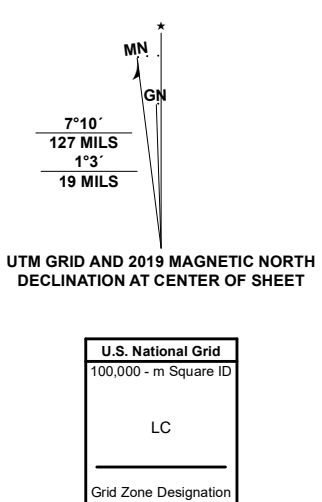 ★
MN
GN
7°10´
127 MILS
1°3´
19 MILS
UTM GRID AND 2019 MAGNETIC NORTH
DECLINATION AT CENTER OF SHEET
U.S. National Grid
100,000 - m Square ID
LC
Grid Zone Designation